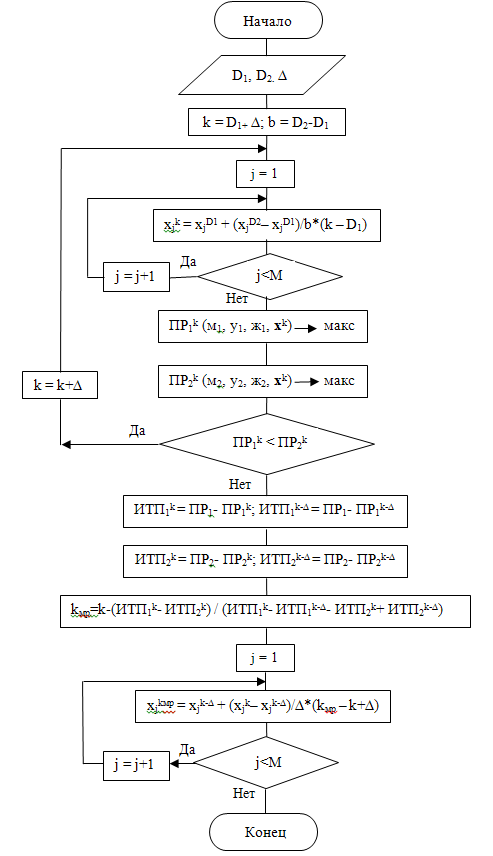 Начало
D₁, D₂, Δ
k = D₁+ Δ; b = D₂-D₁
j = 1
xⱼᵏ = xⱼᴰ¹ + (xⱼᴰ²– xⱼᴰ¹)/b*(k – D₁)
Да
j = j+1
j<M
Нет
ПР₁ᵏ (м₁, у₁, ж₁, xᵏ) → макс
ПР₂ᵏ (м₂, у₂, ж₂, xᵏ) → макс
k = k+Δ
Да
ПР₁ᵏ < ПР₂ᵏ
Нет
ИТП₁ᵏ = ПР₁- ПР₁ᵏ; ИТП₁ᵏ⁻ᐞ = ПР₁- ПР₁ᵏ⁻ᐞ
ИТП₂ᵏ = ПР₂- ПР₂ᵏ; ИТП₂ᵏ⁻ᐞ = ПР₂- ПР₂ᵏ⁻ᐞ
kмр=k-(ИТП₁ᵏ- ИТП₂ᵏ) / (ИТП₁ᵏ- ИТП₁ᵏ⁻ᐞ- ИТП₂ᵏ+ ИТП₂ᵏ⁻ᐞ)
j = 1
xⱼkмр = xⱼᵏ⁻ᐞ + (xⱼᵏ– xⱼᵏ⁻ᐞ)/Δ*(kмр – k+Δ)
Да
j = j+1
j<M
Нет
Конец